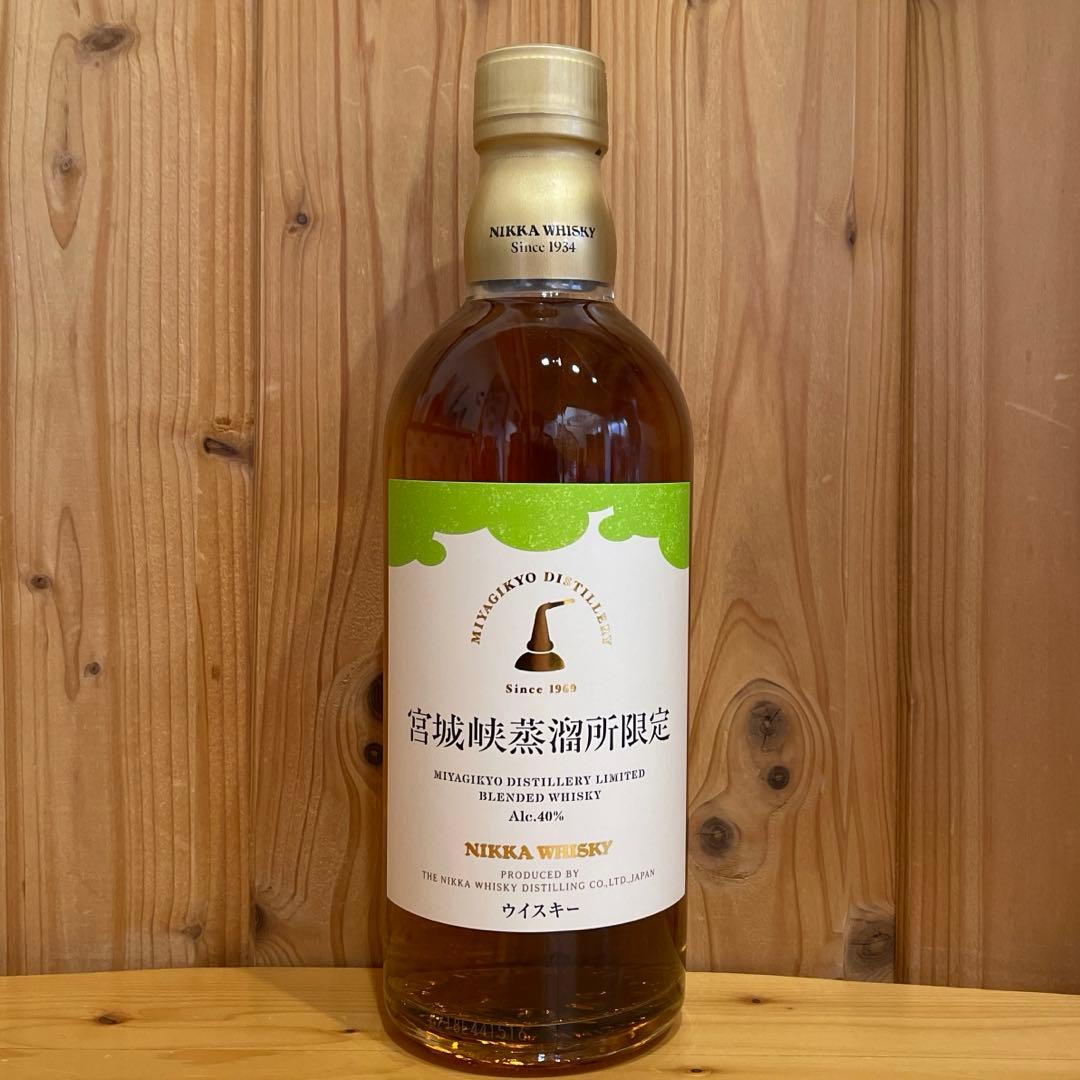 NIKKA WHISKY
Since 1934
MIYAGIKYO DISTILLERY
Since 1969
宮城峡蒸溜所限定
MIYAGIKYO DISTILLERY LIMITED
BLENDED WHISKY
Alc.40%
NIKKA WHISKY
PRODUCED BY
THE NIKKA WHISKY DISTILLING CO.,LTD.,JAPAN
ウイスキー